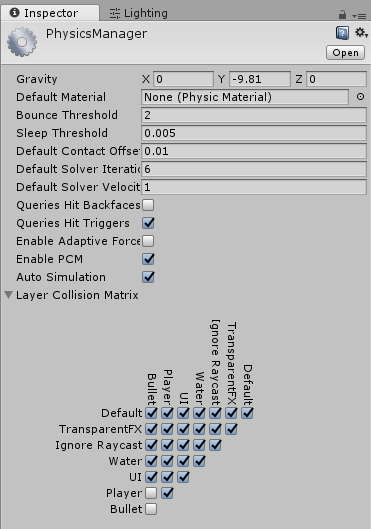 Inspector Lighting
PhysicsManager
Open
Gravity X 0 Y -9.81 Z 0
Default Material None (Physic Material)
Bounce Threshold 2
Sleep Threshold 0.005
Default Contact Offset 0.01
Default Solver Iteratic 6
Default Solver Velocit 1
Queries Hit Backfaces
Queries Hit Triggers
Enable Adaptive Force
Enable PCM
Auto Simulation
Layer Collision Matrix
Bullet Player UI Water Ignore Raycast TransparentFX Default
Default
TransparentFX
Ignore Raycast
Water
UI
Player
Bullet